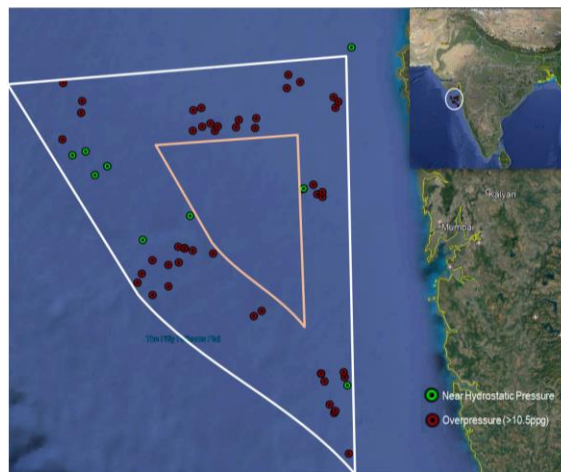 Kalyan
Mumbai
Near Hydrostatic Pressure
Overpressure (>10.5ppg)